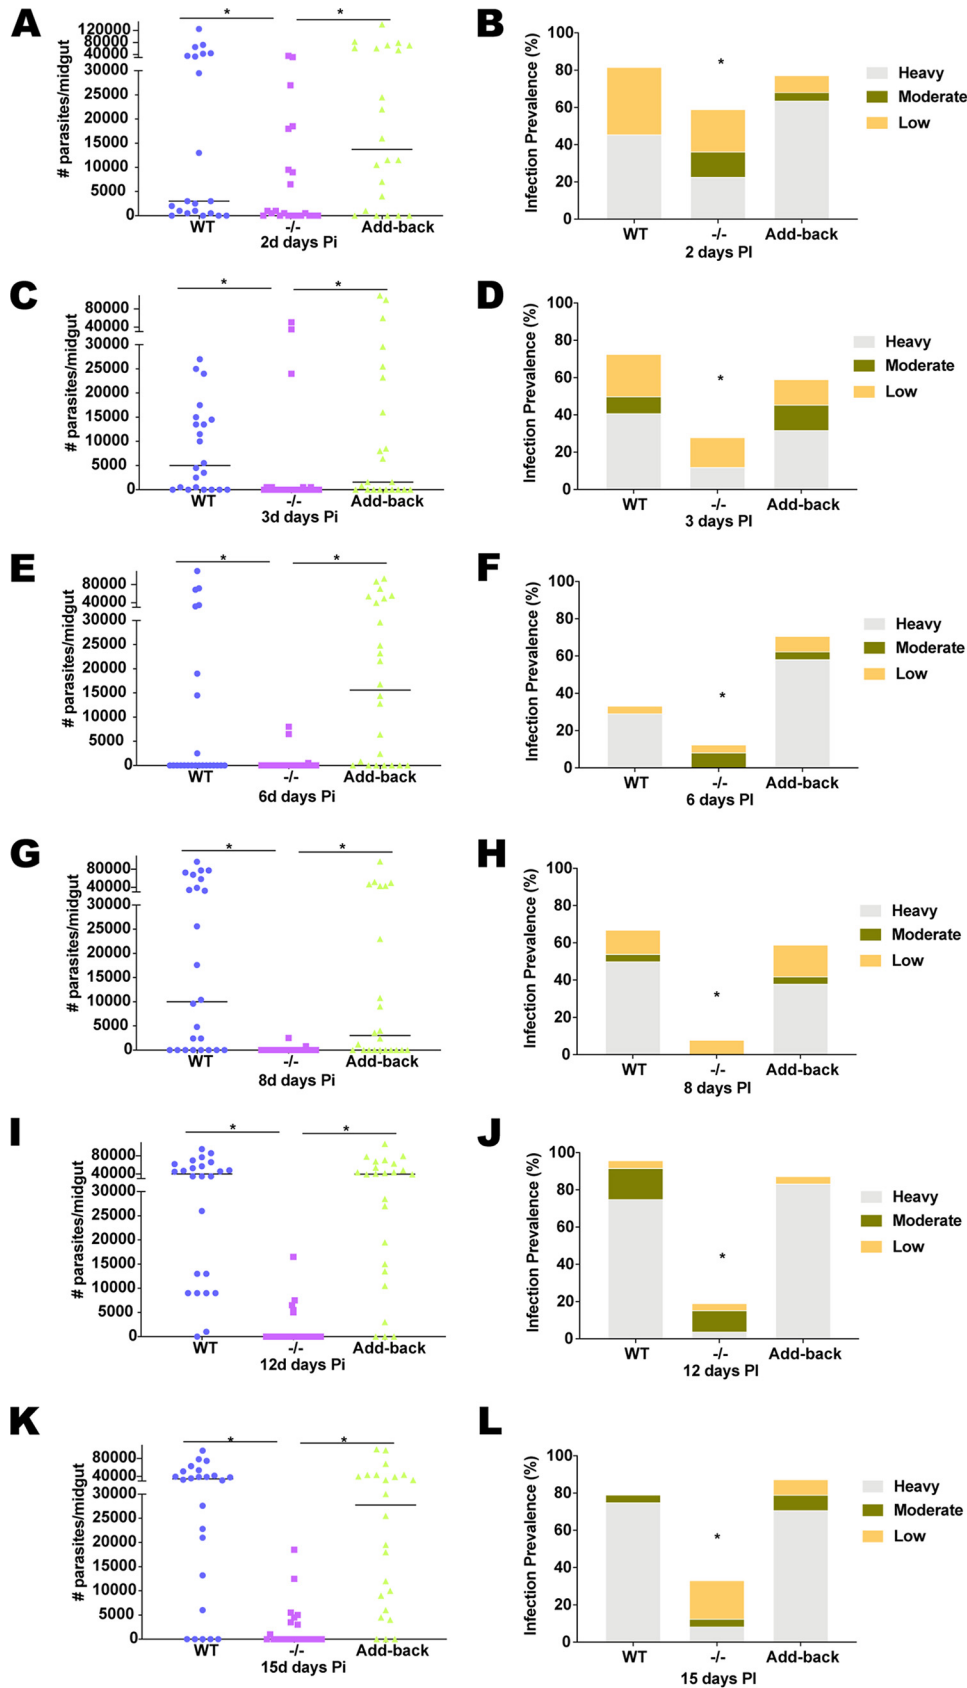 A
# parasites/midgut
120000
80000
40000
30000
25000
20000
15000
10000
5000
0
*
*
WT
-/-
Add-back
2d days Pi
B
Infection Prevalence (%)
100
80
60
40
20
0
*
WT
-/-
Add-back
2 days PI
Heavy
Moderate
Low
C
# parasites/midgut
80000
40000
30000
25000
20000
15000
10000
5000
0
*
*
WT
-/-
Add-back
3d days Pi
D
Infection Prevalence (%)
100
80
60
40
20
0
*
WT
-/-
Add-back
3 days PI
Heavy
Moderate
Low
E
# parasites/midgut
80000
40000
30000
25000
20000
15000
10000
5000
0
*
*
WT
-/-
Add-back
6d days Pi
F
Infection Prevalence (%)
100
80
60
40
20
0
*
WT
-/-
Add-back
6 days PI
Heavy
Moderate
Low
G
# parasites/midgut
80000
40000
30000
25000
20000
15000
10000
5000
0
*
*
WT
-/-
Add-back
8d days Pi
H
Infection Prevalence (%)
100
80
60
40
20
0
*
WT
-/-
Add-back
8 days PI
Heavy
Moderate
Low
I
# parasites/midgut
80000
40000
30000
25000
20000
15000
10000
5000
0
*
*
WT
-/-
Add-back
12d days Pi
J
Infection Prevalence (%)
100
80
60
40
20
0
*
WT
-/-
Add-back
12 days PI
Heavy
Moderate
Low
K
# parasites/midgut
80000
40000
30000
25000
20000
15000
10000
5000
0
*
*
WT
-/-
Add-back
15d days Pi
L
Infection Prevalence (%)
100
80
60
40
20
0
*
WT
-/-
Add-back
15 days PI
Heavy
Moderate
Low